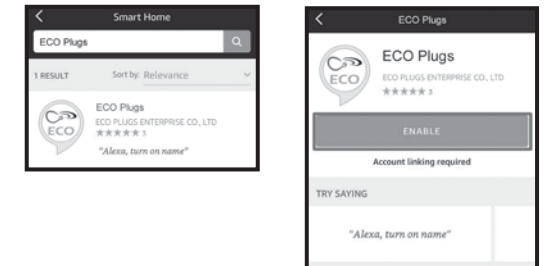 Smart Home
ECO Plugs
1 RESULT
Sort by: Relevance
ECO
ECO Plugs
ECO PLUGS ENTERPRISE CO., LTD
★★★★★ 3
"Alexa, turn on name"
ECO Plugs
ECO
ECO Plugs
ECO PLUGS ENTERPRISE CO., LTD
★★★★★ 3
ENABLE
Account linking required
TRY SAYING
"Alexa, turn on name"